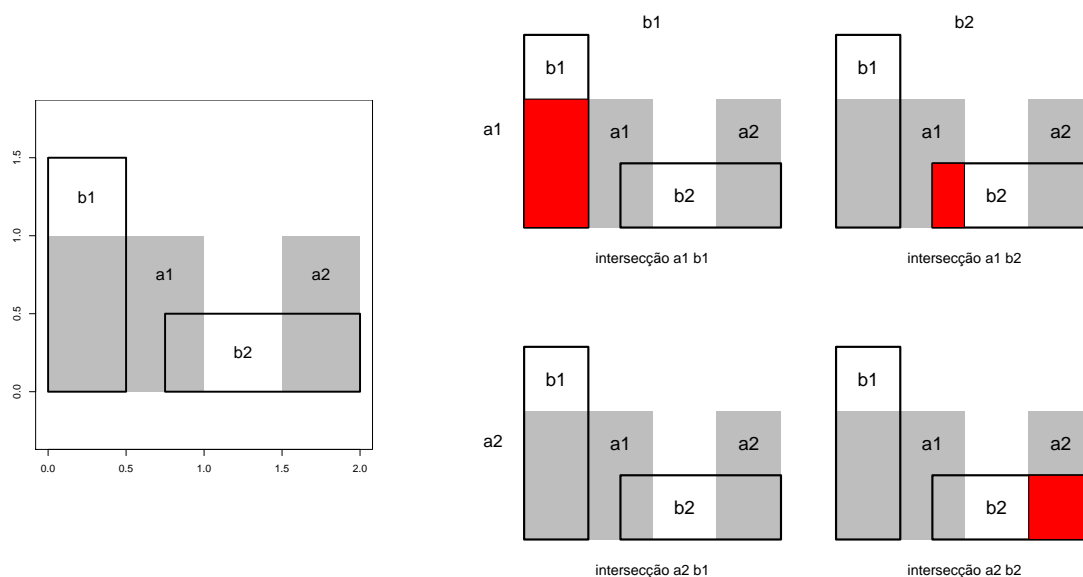 b1
a1
a2
b2
0.0
0.5
1.0
1.5
0.0
0.5
1.0
1.5
2.0
b1
b2
a1
a2
b1
a1
a2
b2
intersecção a1 b1
b1
a1
a2
b2
intersecção a1 b2
b1
a1
a2
b2
intersecção a2 b1
b1
a1
a2
b2
intersecção a2 b2